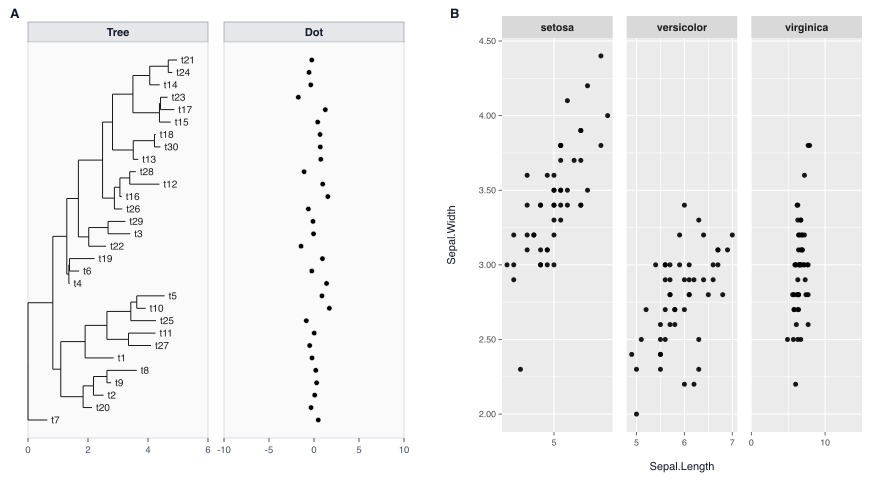 A
Tree
Dot
t21
t24
t14
t23
t17
t15
t18
t30
t13
t28
t12
t16
t26
t29
t3
t22
t19
t6
t4
t5
t10
t25
t11
t27
t1
t8
t9
t2
t20
t7
0 2 4 6
-10 -5 0 5 10
B
setosa versicolor virginica
4.50
4.00
3.50
3.00
2.50
2.00
Sepal.Width
5 5 6 7 0 10
Sepal.Length